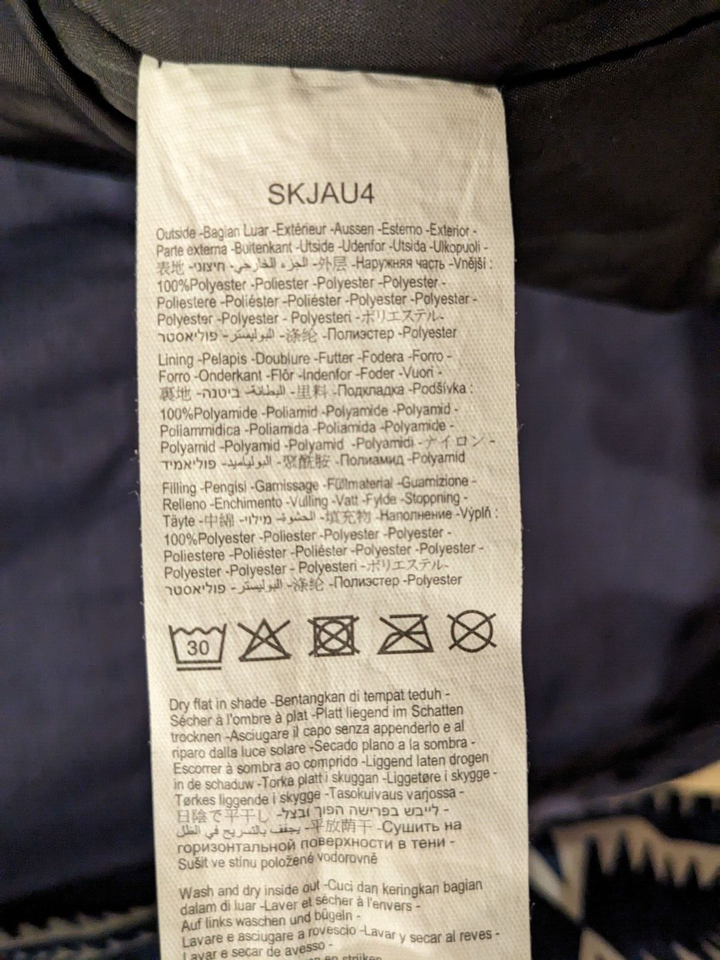 SKJAU4
Outside -Bagian Luar -Extérieur -Aussen -Esterno -Exterior -
Parte externa -Buitenkant -Utside -Udenfor -Utsida -Ulkopuoli -
表地 -חיצוני -الجزء الخارجي -外层 -Наружняя часть -Vnější :
100%Polyester -Poliester -Polyester -Polyester -
Poliestere -Poliéster -Poliéster -Polyester -Polyester -
Polyester -Polyester - Polyesteri -ポリエステル-
פוליאסטר -البوليستر -涤纶 -Полиэстер -Polyester
Lining -Pelapis -Doublure -Futter -Fodera -Forro -
Forro -Onderkant -Fôr -Indenfor -Foder -Vuori -
裏地 -ביטנה -البطانة -里料 -Подкладка -Podšívka :
100%Polyamide -Poliamid -Polyamide -Polyamid -
Poliammidica -Poliamida -Poliamida -Polyamide -
Polyamid -Polyamid -Polyamid -Polyamidi -ナイロン -
פוליאמיד -البولياميد -聚酰胺 -Полиамид -Polyamid
Filling -Pengisi -Garnissage -Füllmaterial -Guarnizione -
Relleno -Enchimento -Vulling -Vatt -Fylde -Stoppning -
Täyte -中綿 -מילוי -الحشوة -填充物 -Наполнение -Výplň :
100%Polyester -Poliester -Polyester -Polyester -
Poliestere -Poliéster -Poliéster -Polyester -Polyester -
Polyester -Polyester - Polyesteri -ポリエステル-
פוליאסטר -البوليستر -涤纶 -Полиэстер -Polyester
30
Dry flat in shade -Bentangkan di tempat teduh -
Sécher à l'ombre à plat -Platt liegend im Schatten
trocknen -Asciugare il capo senza appenderlo e al
riparo dalla luce solare -Secado plano a la sombra -
Escorrer à sombra ao comprido -Liggend laten drogen
in de schaduw -Torka platt i skuggan -Liggetøre i skygge -
Tørkes liggende i skygge -Tasokuivaus varjossa -
日陰で平干し -לייבש בפרישה הפוך ובצל -
يجفف بالتسريح في الظل -平放荫干 -Сушить на
горизонтальной поверхности в тени -
Sušit ve stínu položené vodorovně
Wash and dry inside out -Cuci dan keringkan bagian
dalam di luar -Laver et sécher à l'envers -
Auf links waschen und bügeln -
Lavare e asciugare a rovescio -Lavar y secar al reves -
Lavar e secar do avesso -
en strijken